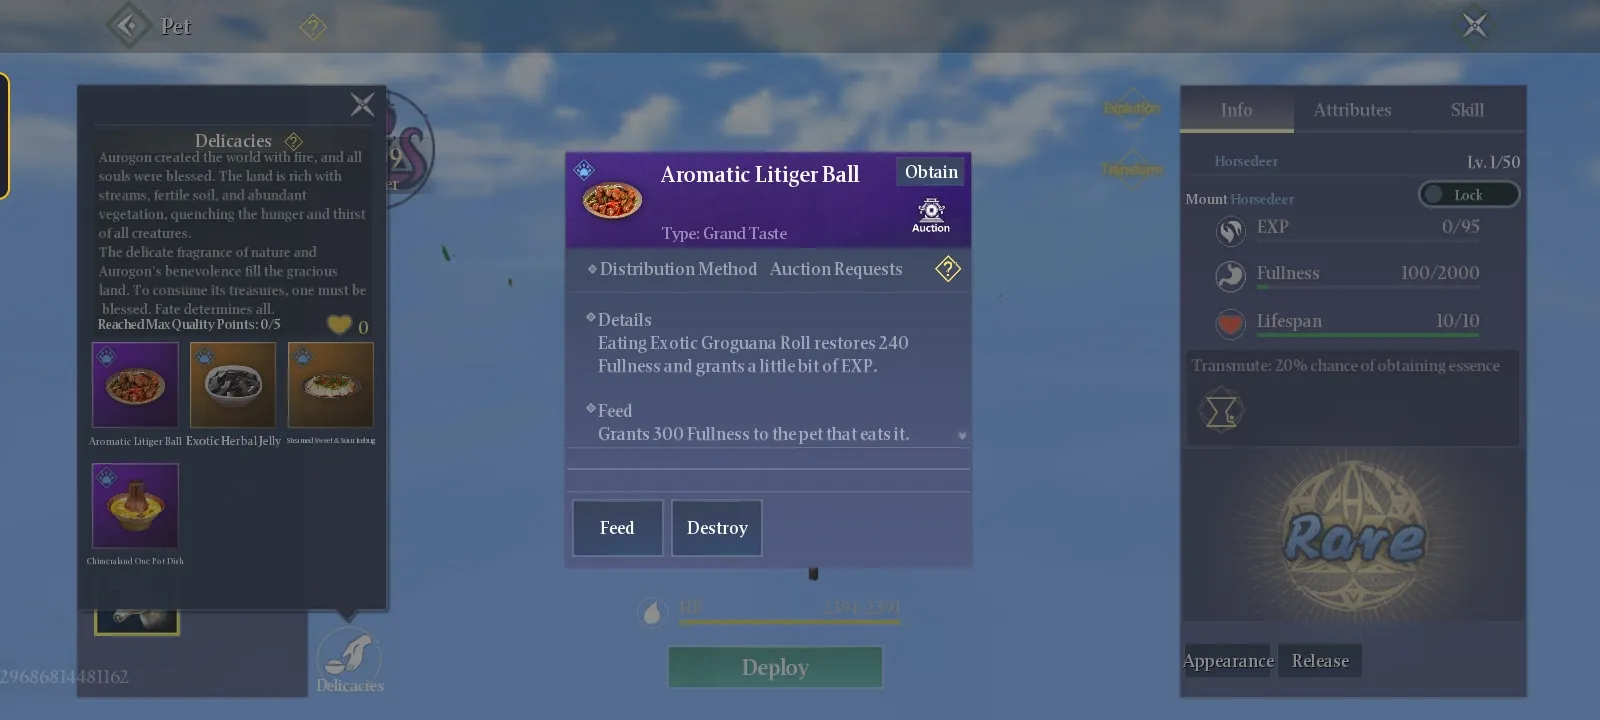 Pet
?
Delicacies ?
Aurogon created the world with fire, and all
souls were blessed. The land is rich with
streams, fertile soil, and abundant
vegetation, quenching the hunger and thirst
of all creatures.
The delicate fragrance of nature and
Aurogon's benevolence fill the gracious
land. To consume its treasures, one must be
blessed. Fate determines all.
Reached Max Quality Points: 0/5
0
Aromatic Litiger Ball
Exotic Herbal Jelly
Steamed Sweet & Sour Icebug
Chimeraland One Pot Dish
29686814481162
Delicacies
Aromatic Litiger Ball
Obtain
Auction
Type: Grand Taste
Distribution Method Auction Requests ?
Details
Eating Exotic Groguana Roll restores 240
Fullness and grants a little bit of EXP.
Feed
Grants 300 Fullness to the pet that eats it.
Feed
Destroy
HP 2391/2391
Deploy
Evolution
Transform
Info
Attributes
Skill
Horsedeer Lv. 1/50
Mount Horsedeer
Lock
EXP 0/95
Fullness 100/2000
Lifespan 10/10
Transmute: 20% chance of obtaining essence
Rare
Appearance
Release